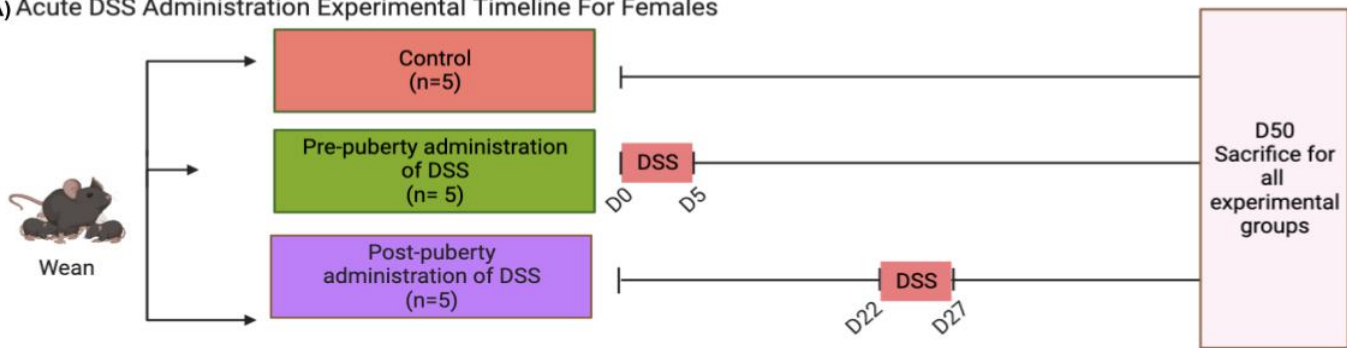 A) Acute DSS Administration Experimental Timeline For Females
Control
(n=5)
Pre-puberty administration
of DSS
(n= 5)
DSS
D0
D5
Post-puberty
administration of DSS
(n=5)
DSS
D22
D27
Wean
D50
Sacrifice for
all
experimental
groups